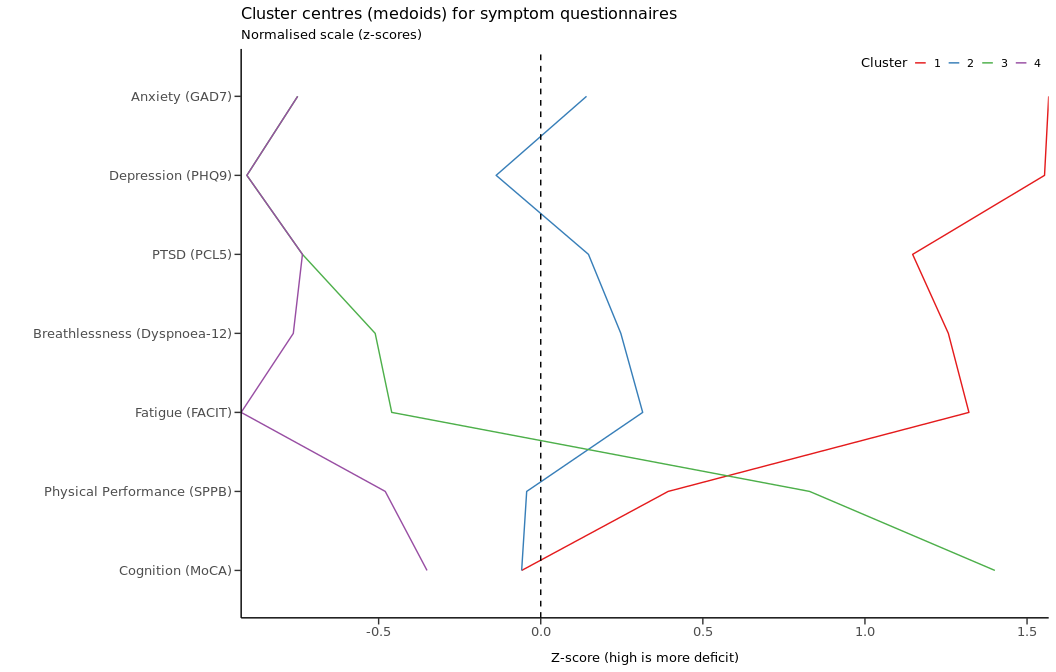 Cluster centres (medoids) for symptom questionnaires
Normalised scale (z-scores)
Cluster 1 2 3 4
Anxiety (GAD7)
Depression (PHQ9)
PTSD (PCL5)
Breathlessness (Dyspnoea-12)
Fatigue (FACIT)
Physical Performance (SPPB)
Cognition (MoCA)
-0.5 0.0 0.5 1.0 1.5
Z-score (high is more deficit)